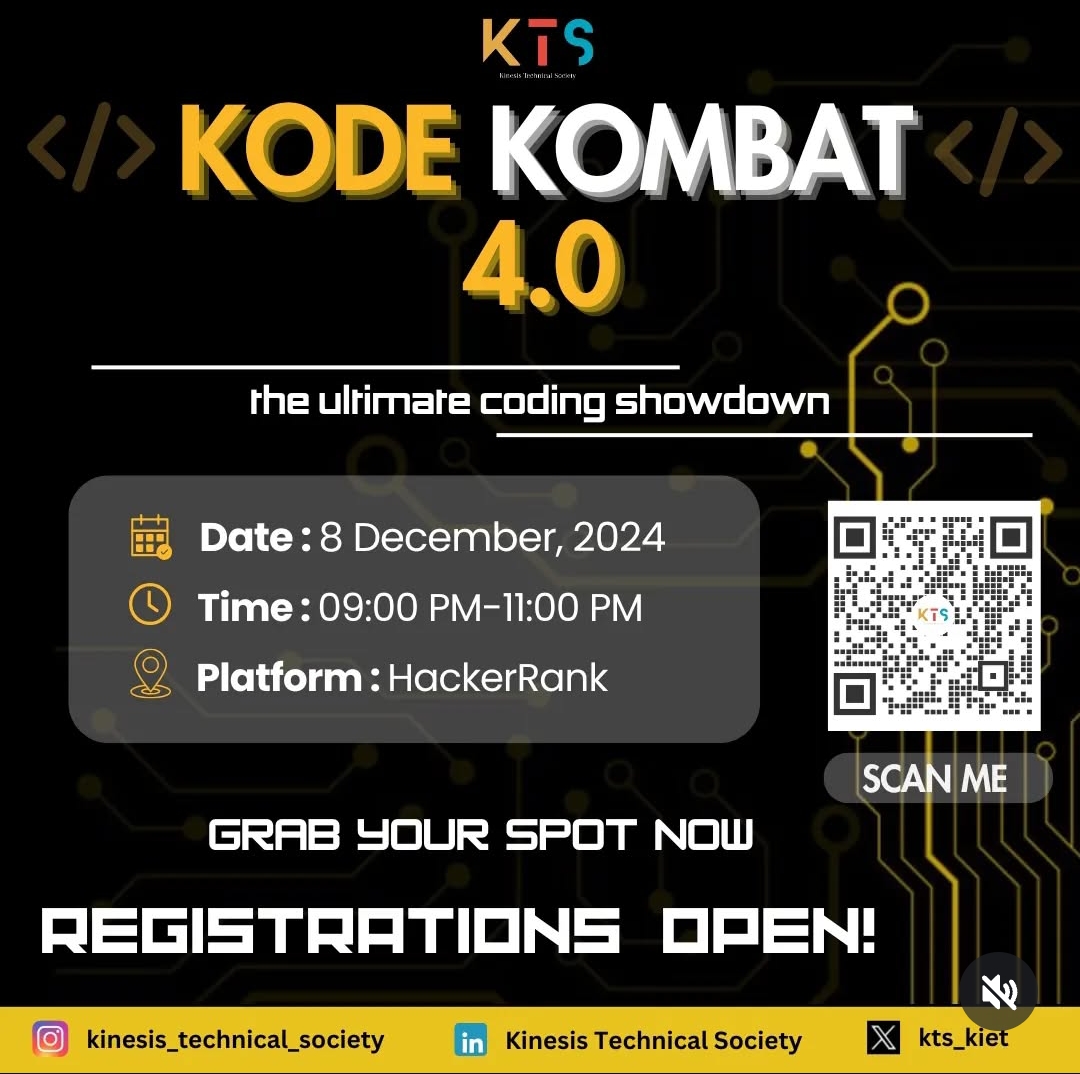 KTS
Kinesis Technical Society
</> KODE KOMBAT </>
4.0
the ultimate coding showdown
Date : 8 December, 2024
Time : 09:00 PM-11:00 PM
Platform : HackerRank
KTS
SCAN ME
GRAB YOUR SPOT NOW
REGISTRATIONS OPEN!
kinesis_technical_society
in Kinesis Technical Society
kts_kiet